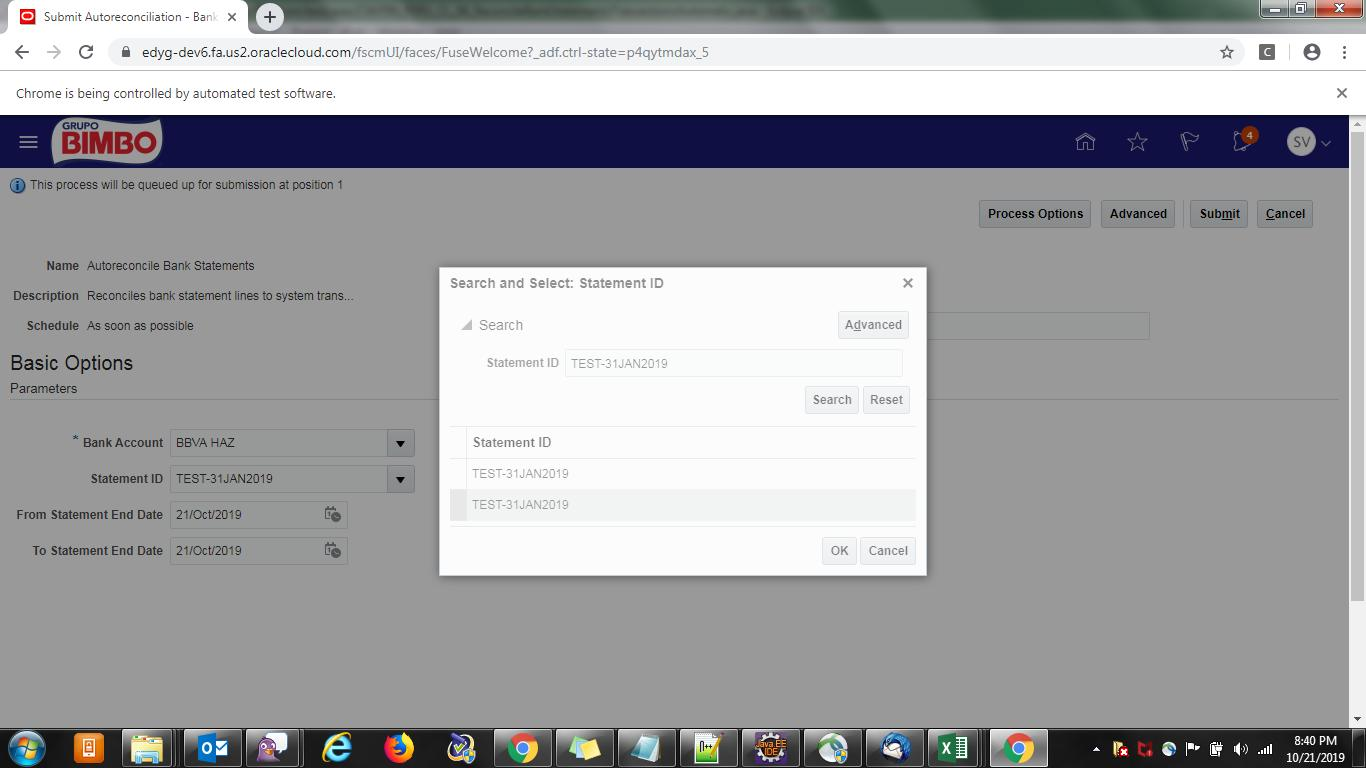 Submit Autoreconciliation - Bank
edyg-dev6.fa.us2.oraclecloud.com/fscmUI/faces/FuseWelcome?_adf.ctrl-state=p4qytmdax_5
C
Chrome is being controlled by automated test software.
GRUPO
BIMBO
4
SV
This process will be queued up for submission at position 1
Process Options Advanced Submit Cancel
Name Autoreconcile Bank Statements
Description Reconciles bank statement lines to system trans...
Schedule As soon as possible
Basic Options
Parameters
* Bank Account BBVA HAZ
Statement ID TEST-31JAN2019
From Statement End Date 21/Oct/2019
To Statement End Date 21/Oct/2019
Search and Select: Statement ID
Search Advanced
Statement ID TEST-31JAN2019
Search Reset
Statement ID
TEST-31JAN2019
TEST-31JAN2019
OK Cancel
Java EE
IDE
8:40 PM
10/21/2019